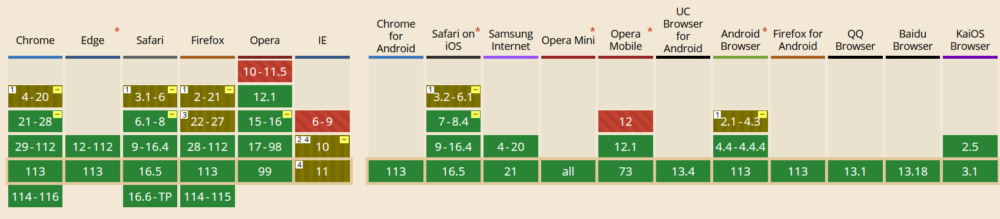 Chrome
Edge *
Safari
Firefox
Opera
IE
Chrome
for
Android
Safari on *
iOS
Samsung
Internet
Opera Mini *
Opera *
Mobile
UC
Browser
for
Android
Android *
Browser
Firefox for
Android
QQ
Browser
Baidu
Browser
KaiOS
Browser
10-11.5
1 4-20 -
1 3.1-6 -
1 2-21 -
12.1
1 3.2-6.1 -
21-28 -
6.1-8 -
3 22-27
15-16 -
6-9
7-8.4 -
12
1 2.1-4.3 -
29-112
12-112
9-16.4
28-112
17-98
2 4 10 -
9-16.4
4-20
12.1
4.4-4.4.4
2.5
113
113
16.5
113
99
4 11
113
16.5
21
all
73
13.4
113
113
13.1
13.18
3.1
114-116
16.6-TP
114-115